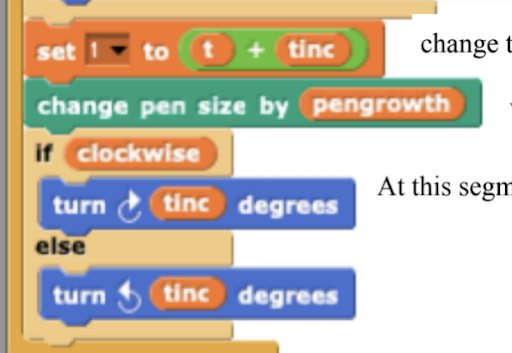 set t to t + tinc
change t
change pen size by pengrowth
if clockwise
turn tinc degrees
At this segm
else
turn tinc degrees